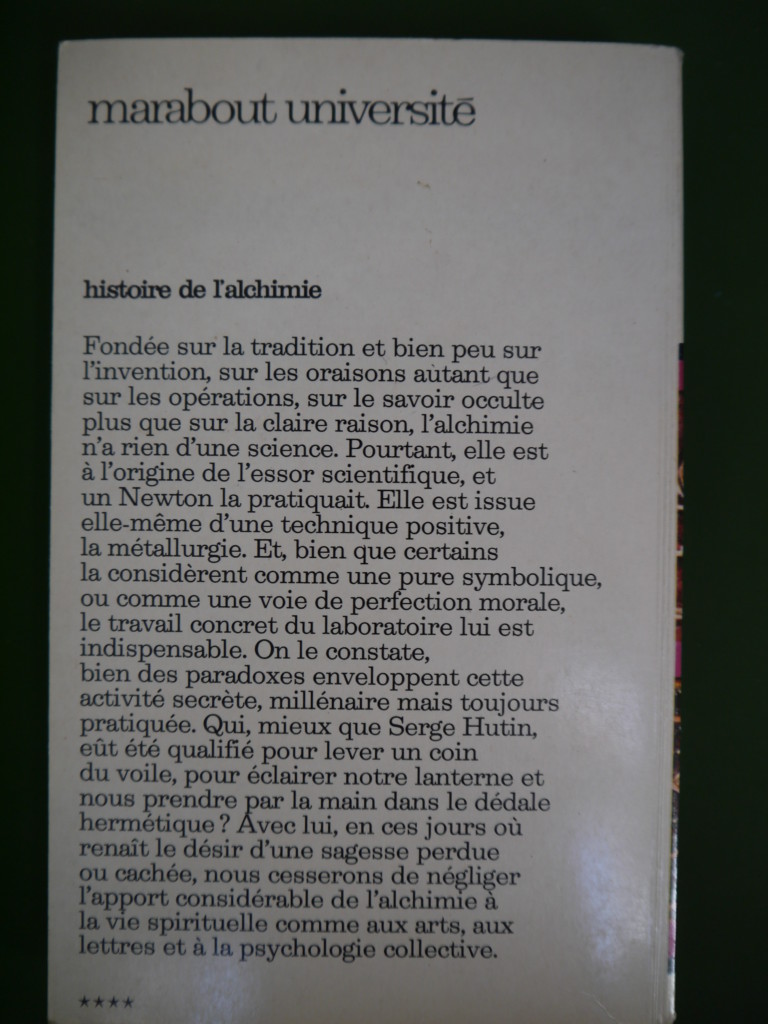 marabout université
histoire de l'alchimie
Fondée sur la tradition et bien peu sur
l'invention, sur les oraisons autant que
sur les opérations, sur le savoir occulte
plus que sur la claire raison, l'alchimie
n'a rien d'une science. Pourtant, elle est
à l'origine de l'essor scientifique, et
un Newton la pratiquait. Elle est issue
elle-même d'une technique positive,
la métallurgie. Et, bien que certains
la considèrent comme une pure symbolique,
ou comme une voie de perfection morale,
le travail concret du laboratoire lui est
indispensable. On le constate,
bien des paradoxes enveloppent cette
activité secrète, millénaire mais toujours
pratiquée. Qui, mieux que Serge Hutin,
eût été qualifié pour lever un coin
du voile, pour éclairer notre lanterne et
nous prendre par la main dans le dédale
hermétique ? Avec lui, en ces jours où
renaît le désir d'une sagesse perdue
ou cachée, nous cesserons de négliger
l'apport considérable de l'alchimie à
la vie spirituelle comme aux arts, aux
lettres et à la psychologie collective.
★★★★